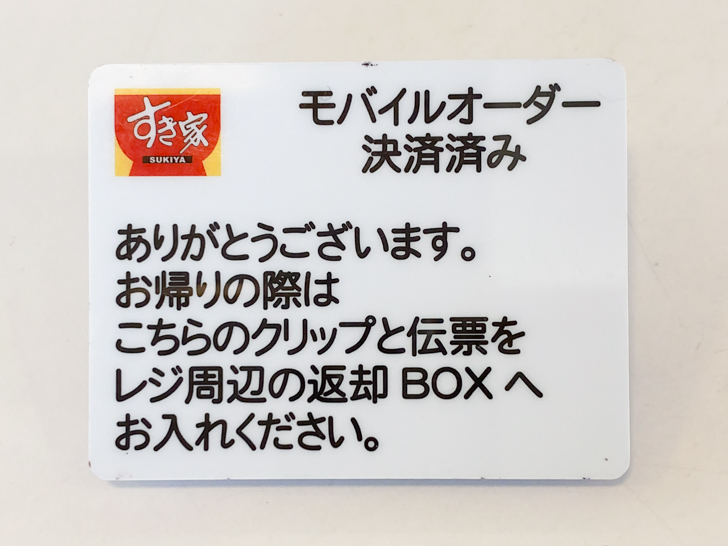 すき家
SUKIYA
モバイルオーダー
決済済み
ありがとうございます。
お帰りの際は
こちらのクリップと伝票を
レジ周辺の返却BOXへ
お入れください。